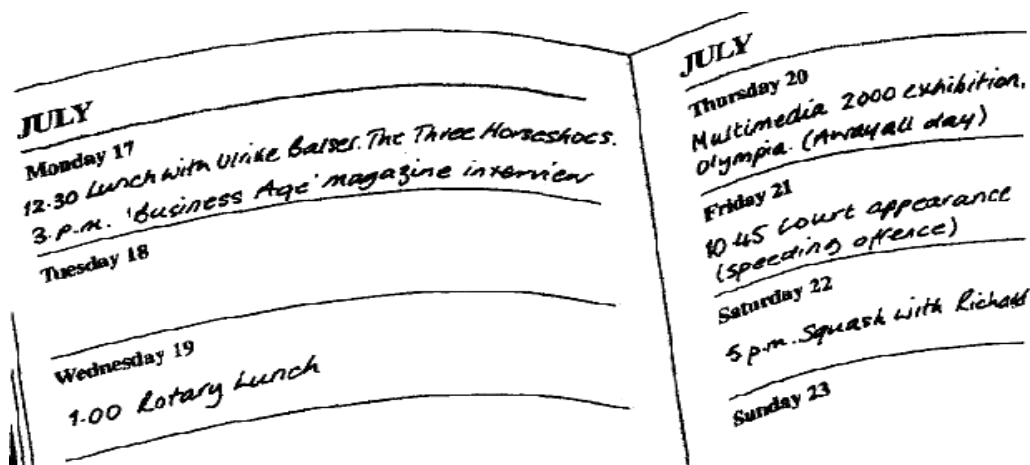 JULY
Monday 17
12.30 Lunch with Ulrike Balser. The Three Horseshoes.
3.p.m. 'Business Age' magazine interview
Tuesday 18
Wednesday 19
1.00 Rotary Lunch
JULY
Thursday 20
Multimedia 2000 exhibition,
Olympia. (Away all day)
Friday 21
10.45 Court appearance
(speeding offence)
Saturday 22
5 p.m. Squash with Richard
Sunday 23